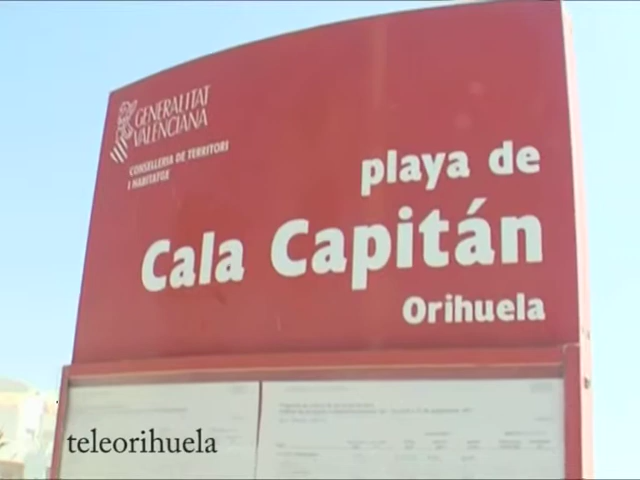 GENERALITAT
VALENCIANA
CONSELLERIA DE TERRITORI
I HABITATGE
playa de
Cala Capitán
Orihuela
teleorihuela